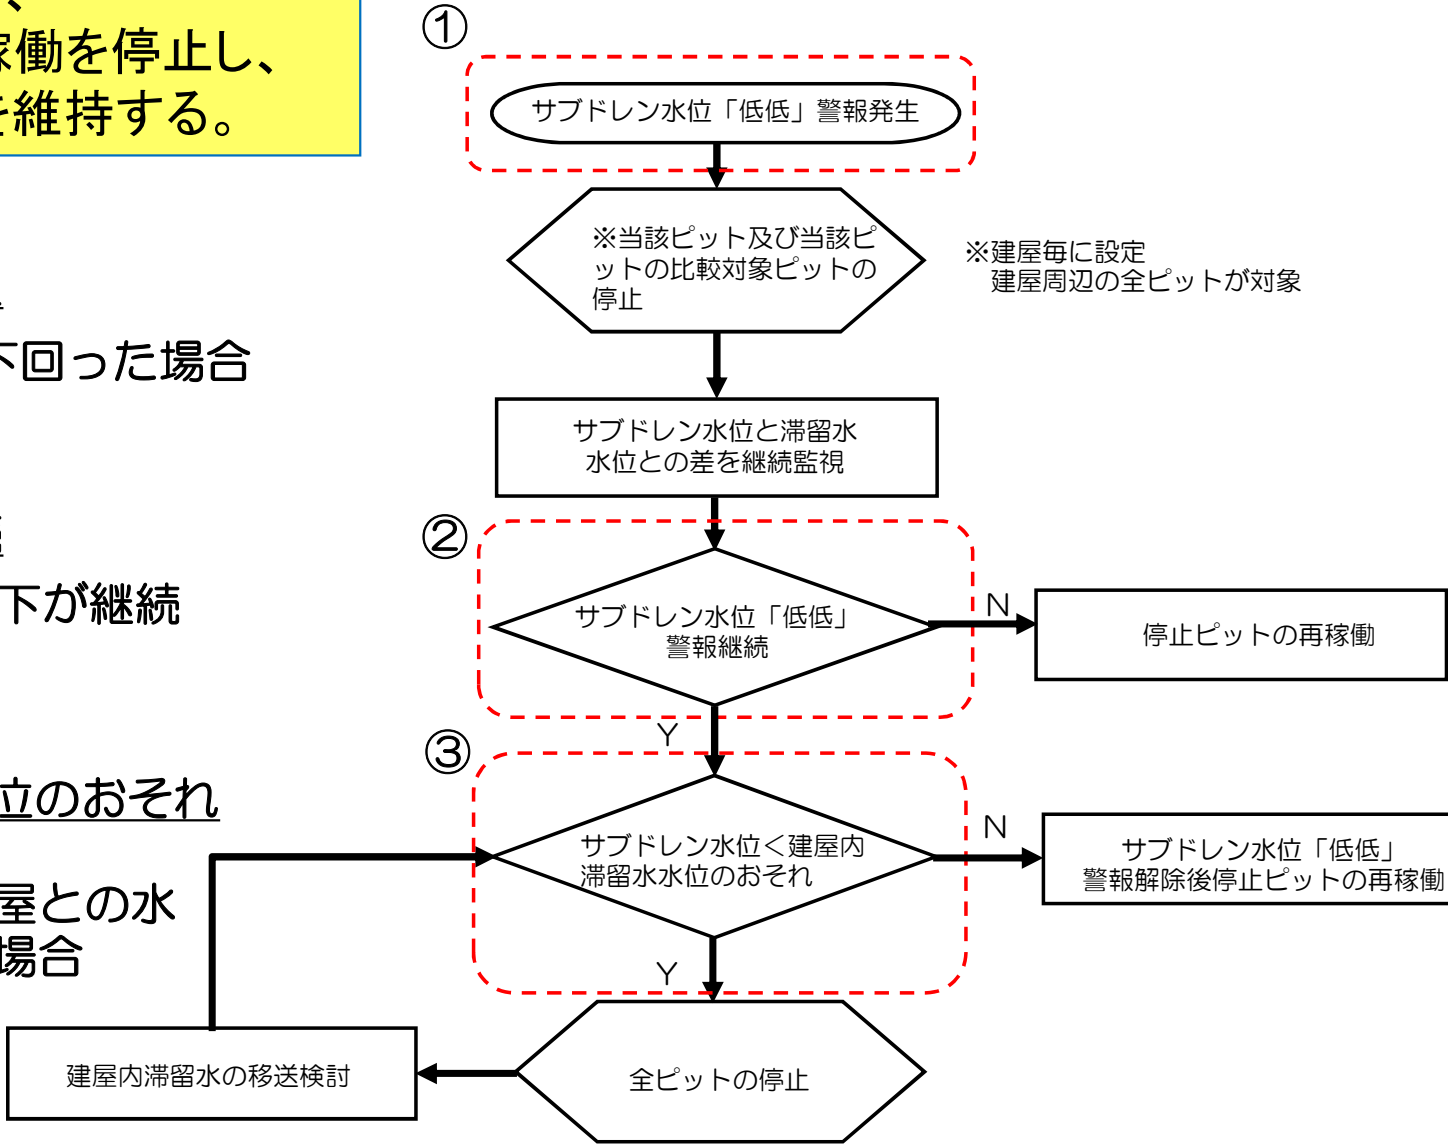 、
稼働を停止し、
を維持する。
①
サブドレン水位「低低」警報発生
※当該ピット及び当該ピ
ットの比較対象ピットの
停止
※建屋毎に設定
建屋周辺の全ピットが対象
下回った場合
サブドレン水位と滞留水
水位との差を継続監視
②
サブドレン水位「低低」
警報継続
N
停止ピットの再稼働
下が継続
Y
③
位のおそれ
サブドレン水位＜建屋内
滞留水水位のおそれ
N
サブドレン水位「低低」
警報解除後停止ピットの再稼働
屋との水
場合
Y
建屋内滞留水の移送検討
全ピットの停止